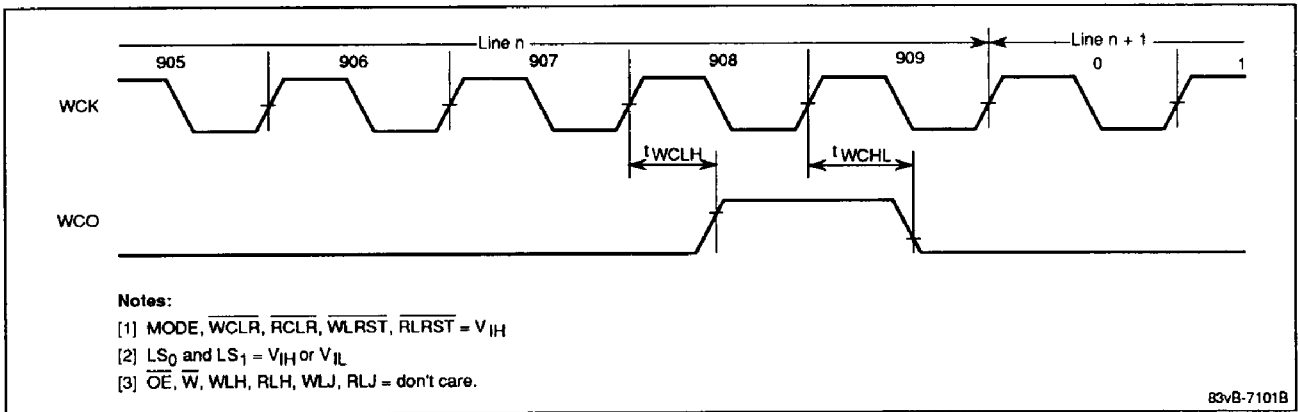 Line n
Line n + 1
905 906 907 908 909 0 1
WCK
tWCLH
tWCHL
WCO
Notes:
[1] MODE, WCLR, RCLR, WLRST, RLRST = VIH
[2] LS0 and LS1 = VIH or VIL
[3] OE, W, WLH, RLH, WLJ, RLJ = don't care.
83vB-7101B